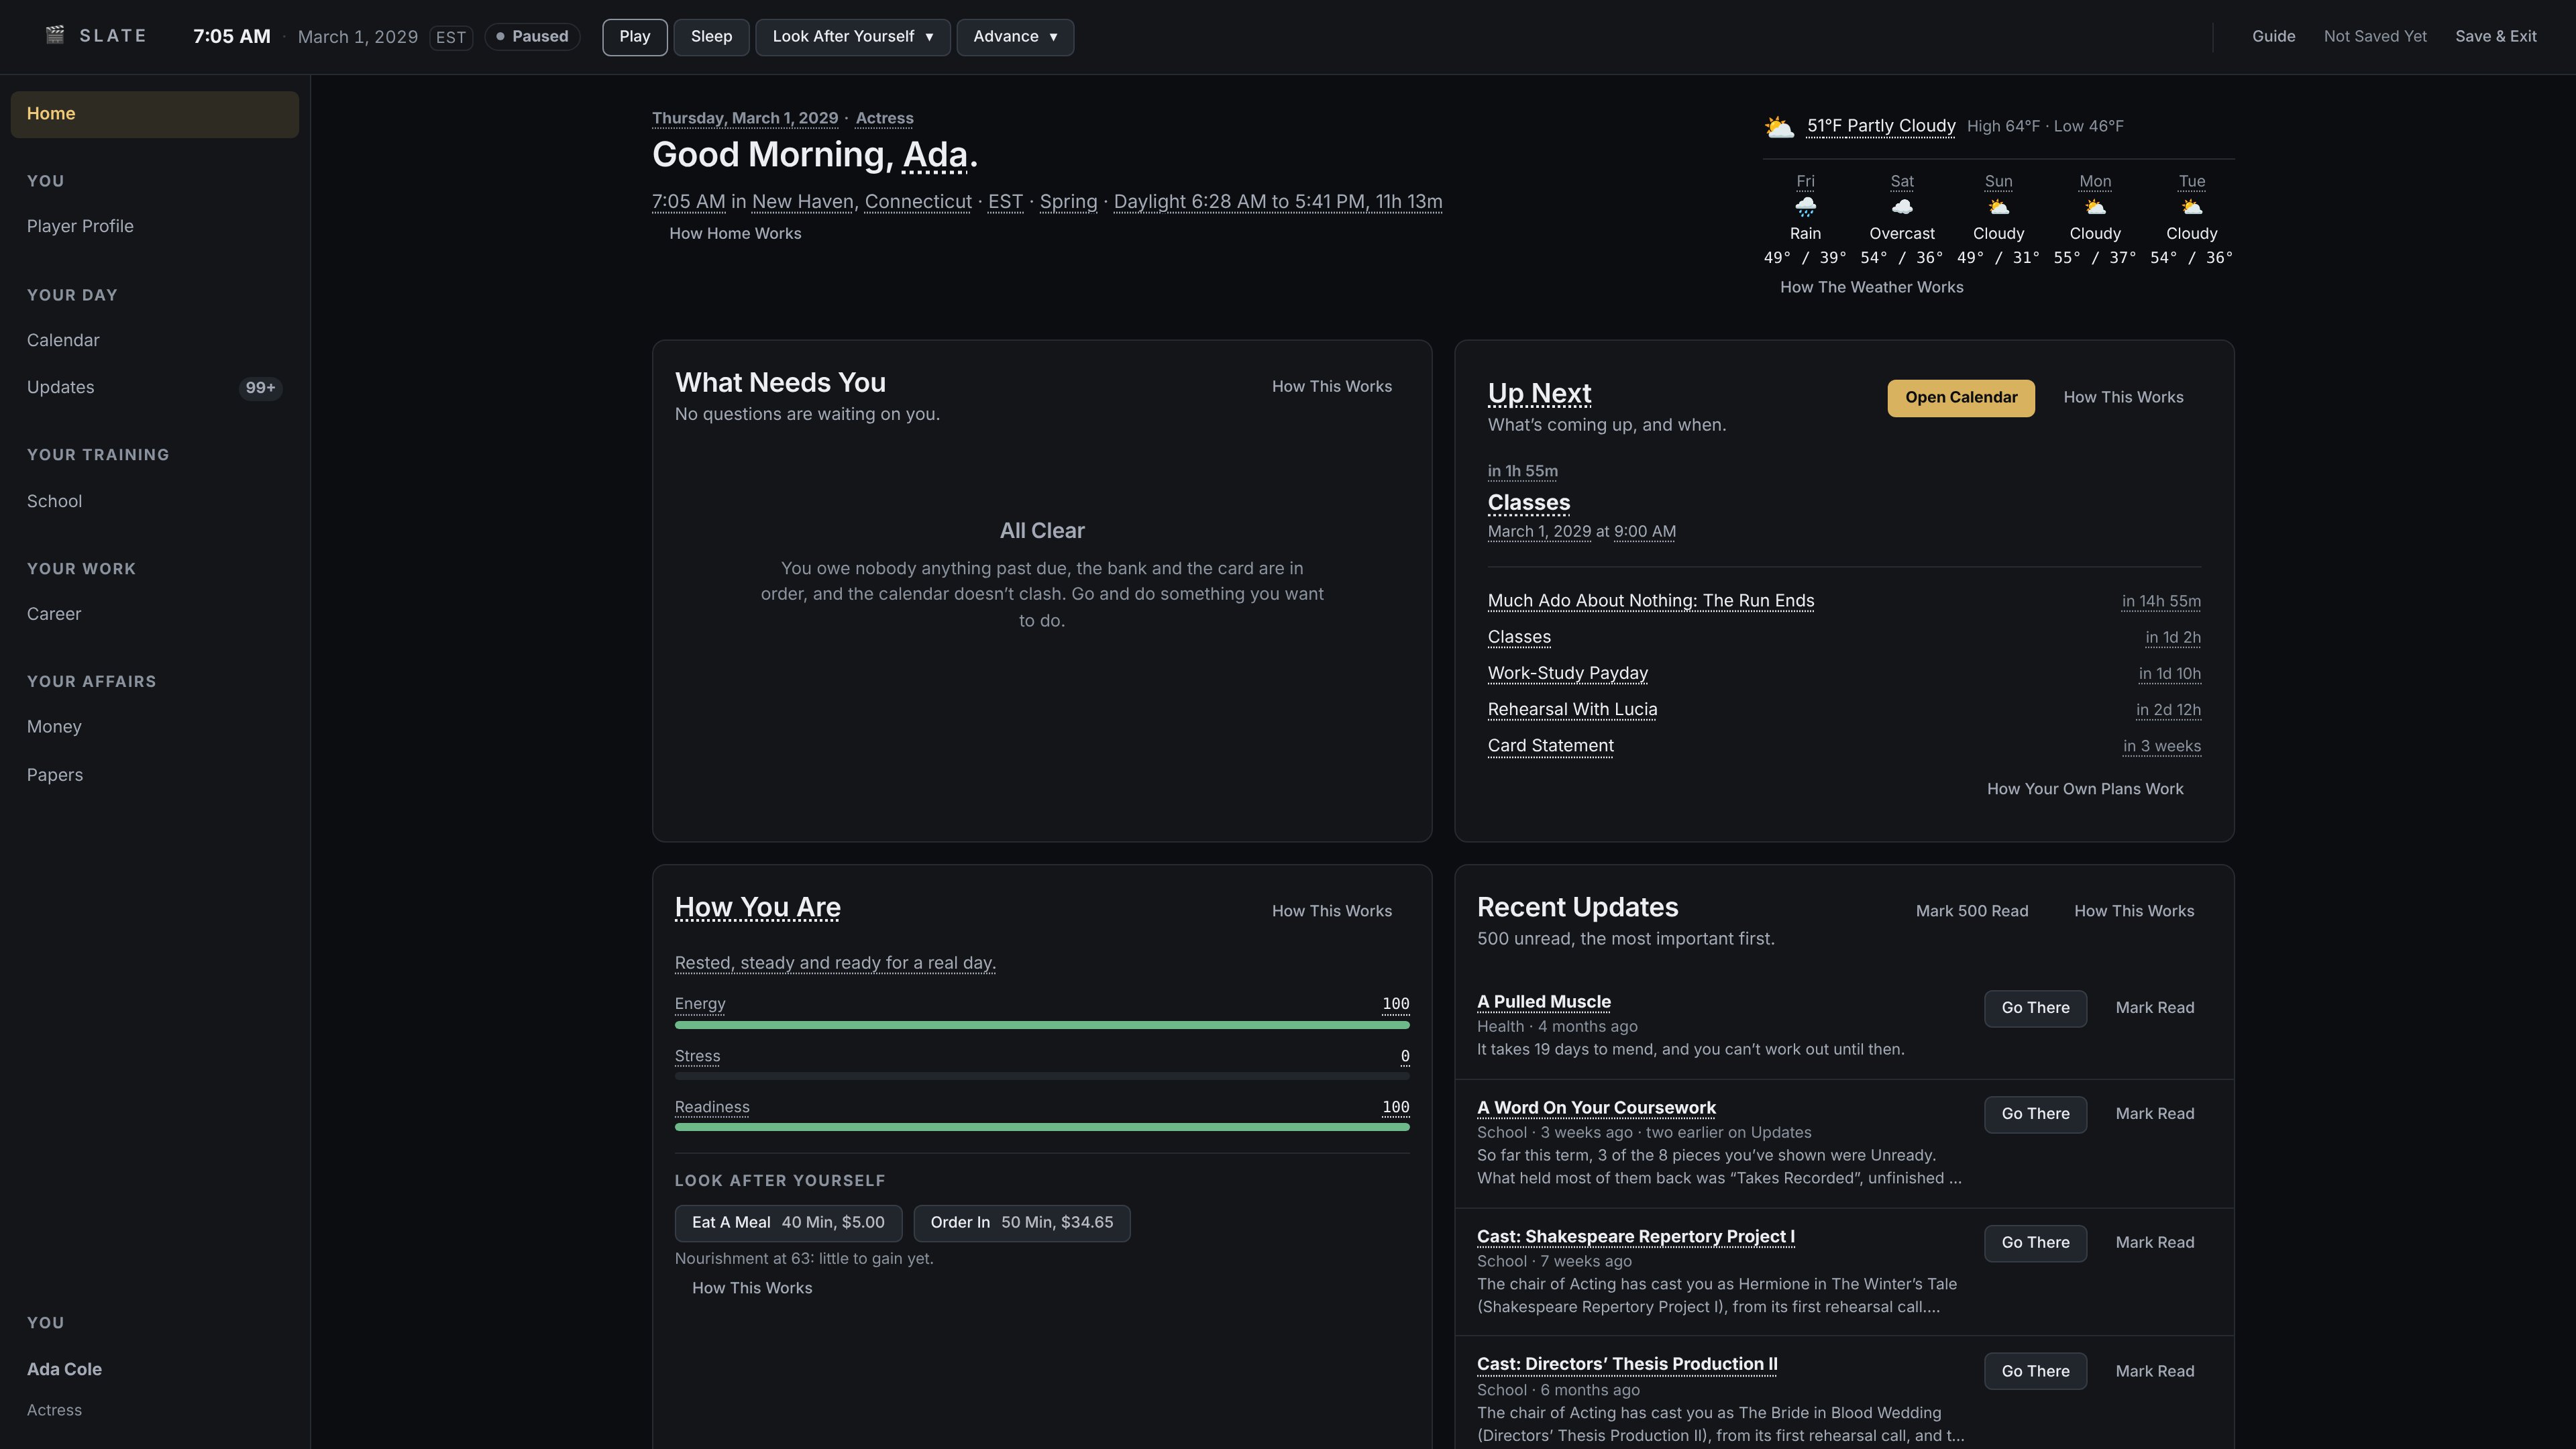 🎬 SLATE
7:05 AM · March 1, 2029 EST
Paused
Play
Sleep
Look After Yourself ▾
Advance ▾
Guide
Not Saved Yet
Save & Exit
Home
YOU
Player Profile
YOUR DAY
Calendar
Updates 99+
YOUR TRAINING
School
YOUR WORK
Career
YOUR AFFAIRS
Money
Papers
YOU
Ada Cole
Actress
Thursday, March 1, 2029 · Actress
Good Morning, Ada.
7:05 AM in New Haven, Connecticut · EST · Spring · Daylight 6:28 AM to 5:41 PM, 11h 13m
How Home Works
51°F Partly Cloudy High 64°F · Low 46°F
Fri Sat Sun Mon Tue
Rain Overcast Cloudy Cloudy Cloudy
49° / 39° 54° / 36° 49° / 31° 55° / 37° 54° / 36°
How The Weather Works
What Needs You
How This Works
No questions are waiting on you.
All Clear
You owe nobody anything past due, the bank and the card are in
order, and the calendar doesn’t clash. Go and do something you want
to do.
Up Next
Open Calendar
How This Works
What’s coming up, and when.
in 1h 55m
Classes
March 1, 2029 at 9:00 AM
Much Ado About Nothing: The Run Ends in 14h 55m
Classes in 1d 2h
Work-Study Payday in 1d 10h
Rehearsal With Lucia in 2d 12h
Card Statement in 3 weeks
How Your Own Plans Work
How You Are
How This Works
Rested, steady and ready for a real day.
Energy 100
Stress 0
Readiness 100
LOOK AFTER YOURSELF
Eat A Meal 40 Min, $5.00
Order In 50 Min, $34.65
Nourishment at 63: little to gain yet.
How This Works
Recent Updates
Mark 500 Read
How This Works
500 unread, the most important first.
A Pulled Muscle
Go There
Mark Read
Health · 4 months ago
It takes 19 days to mend, and you can’t work out until then.
A Word On Your Coursework
Go There
Mark Read
School · 3 weeks ago · two earlier on Updates
So far this term, 3 of the 8 pieces you’ve shown were Unready.
What held most of them back was “Takes Recorded”, unfinished ...
Cast: Shakespeare Repertory Project I
Go There
Mark Read
School · 7 weeks ago
The chair of Acting has cast you as Hermione in The Winter’s Tale
(Shakespeare Repertory Project I), from its first rehearsal call....
Cast: Directors’ Thesis Production II
Go There
Mark Read
School · 6 months ago
The chair of Acting has cast you as The Bride in Blood Wedding
(Directors’ Thesis Production II), from its first rehearsal call, and t...